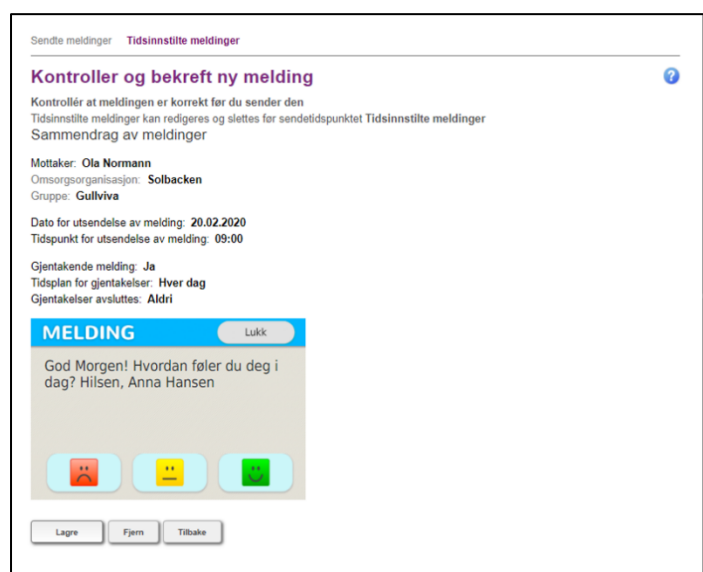 Sendte meldinger Tidsinnstilte meldinger
Kontroller og bekreft ny melding
?
Kontrollér at meldingen er korrekt før du sender den
Tidsinnstilte meldinger kan redigeres og slettes før sendetidspunktet Tidsinnstilte meldinger
Sammendrag av meldinger
Mottaker: Ola Normann
Omsorgsorganisasjon: Solbacken
Gruppe: Gullviva
Dato for utsendelse av melding: 20.02.2020
Tidspunkt for utsendelse av melding: 09:00
Gjentakende melding: Ja
Tidsplan for gjentakelser: Hver dag
Gjentakelser avsluttes: Aldri
MELDING Lukk
God Morgen! Hvordan føler du deg i
dag? Hilsen, Anna Hansen
Lagre Fjern Tilbake